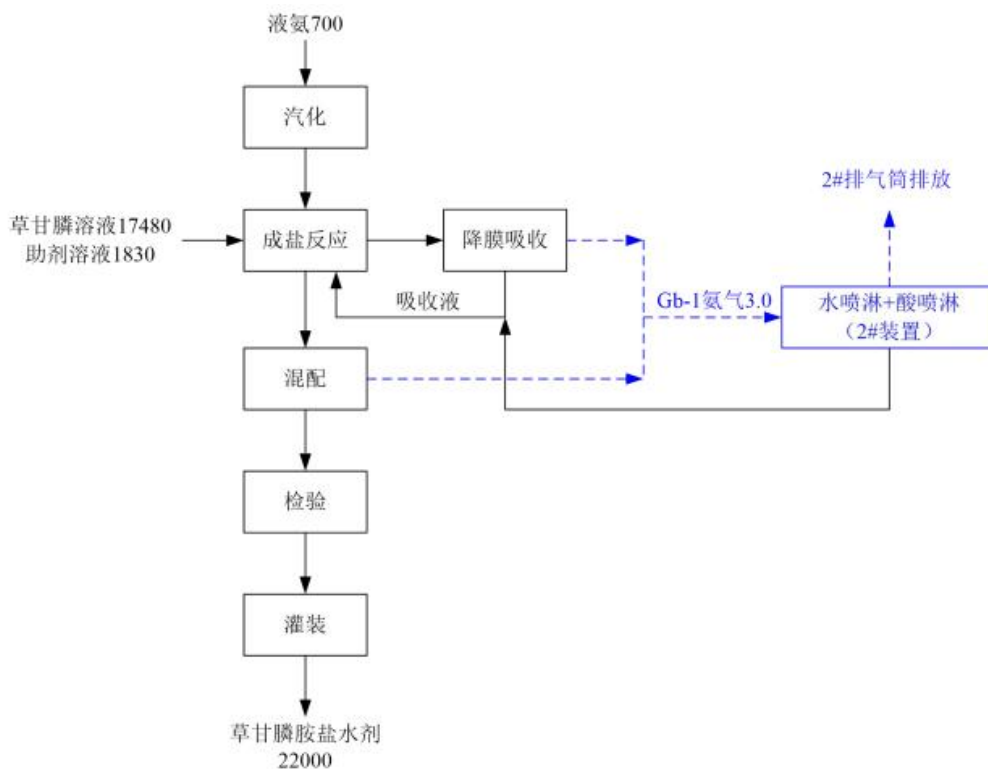 液氨700
汽化
2#排气筒排放
草甘膦溶液17480
助剂溶液1830
成盐反应
降膜吸收
吸收液
Gb-1氨气3.0
水喷淋+酸喷淋
（2#装置）
混配
检验
灌装
草甘膦胺盐水剂
22000